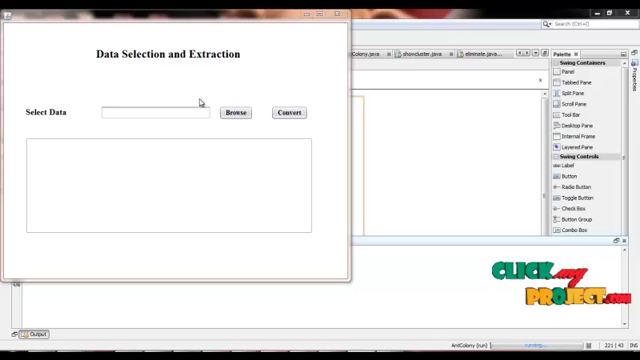 Data Selection and Extraction
Select Data
Browse
Convert
Search (Ctrl+I)
Colony.java
showcluster.java
eliminate.java
Palette
Swing Containers
Panel
Tabbed Pane
Split Pane
Scroll Pane
Tool Bar
Desktop Pane
Internal Frame
Layered Pane
Swing Controls
Label
Button
Radio Button
Toggle Button
Check Box
Button Group
Combo Box
Properties
CLICK my
PROJECT.COM
Output
AntColony (run)
running...
221 | 43
INS